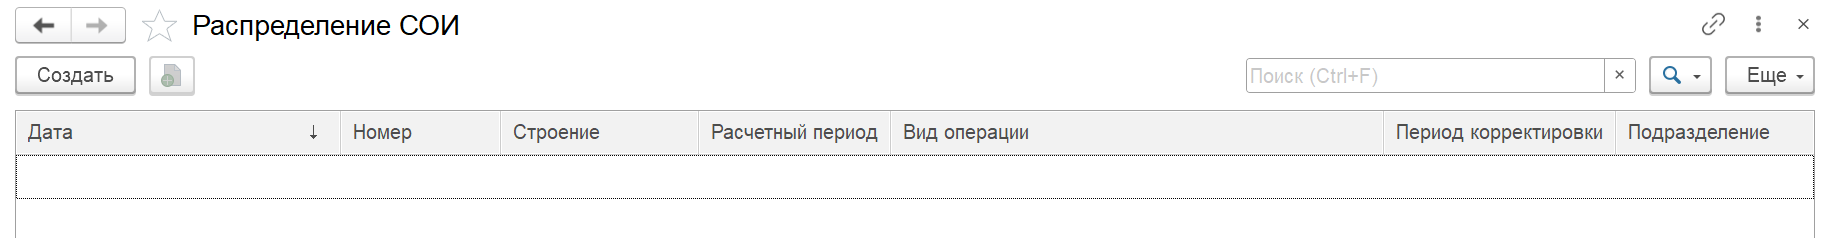 Распределение СОИ
Создать Поиск (Ctrl+F) × Еще
Дата ↓ Номер Строение Расчетный период Вид операции Период корректировки Подразделение